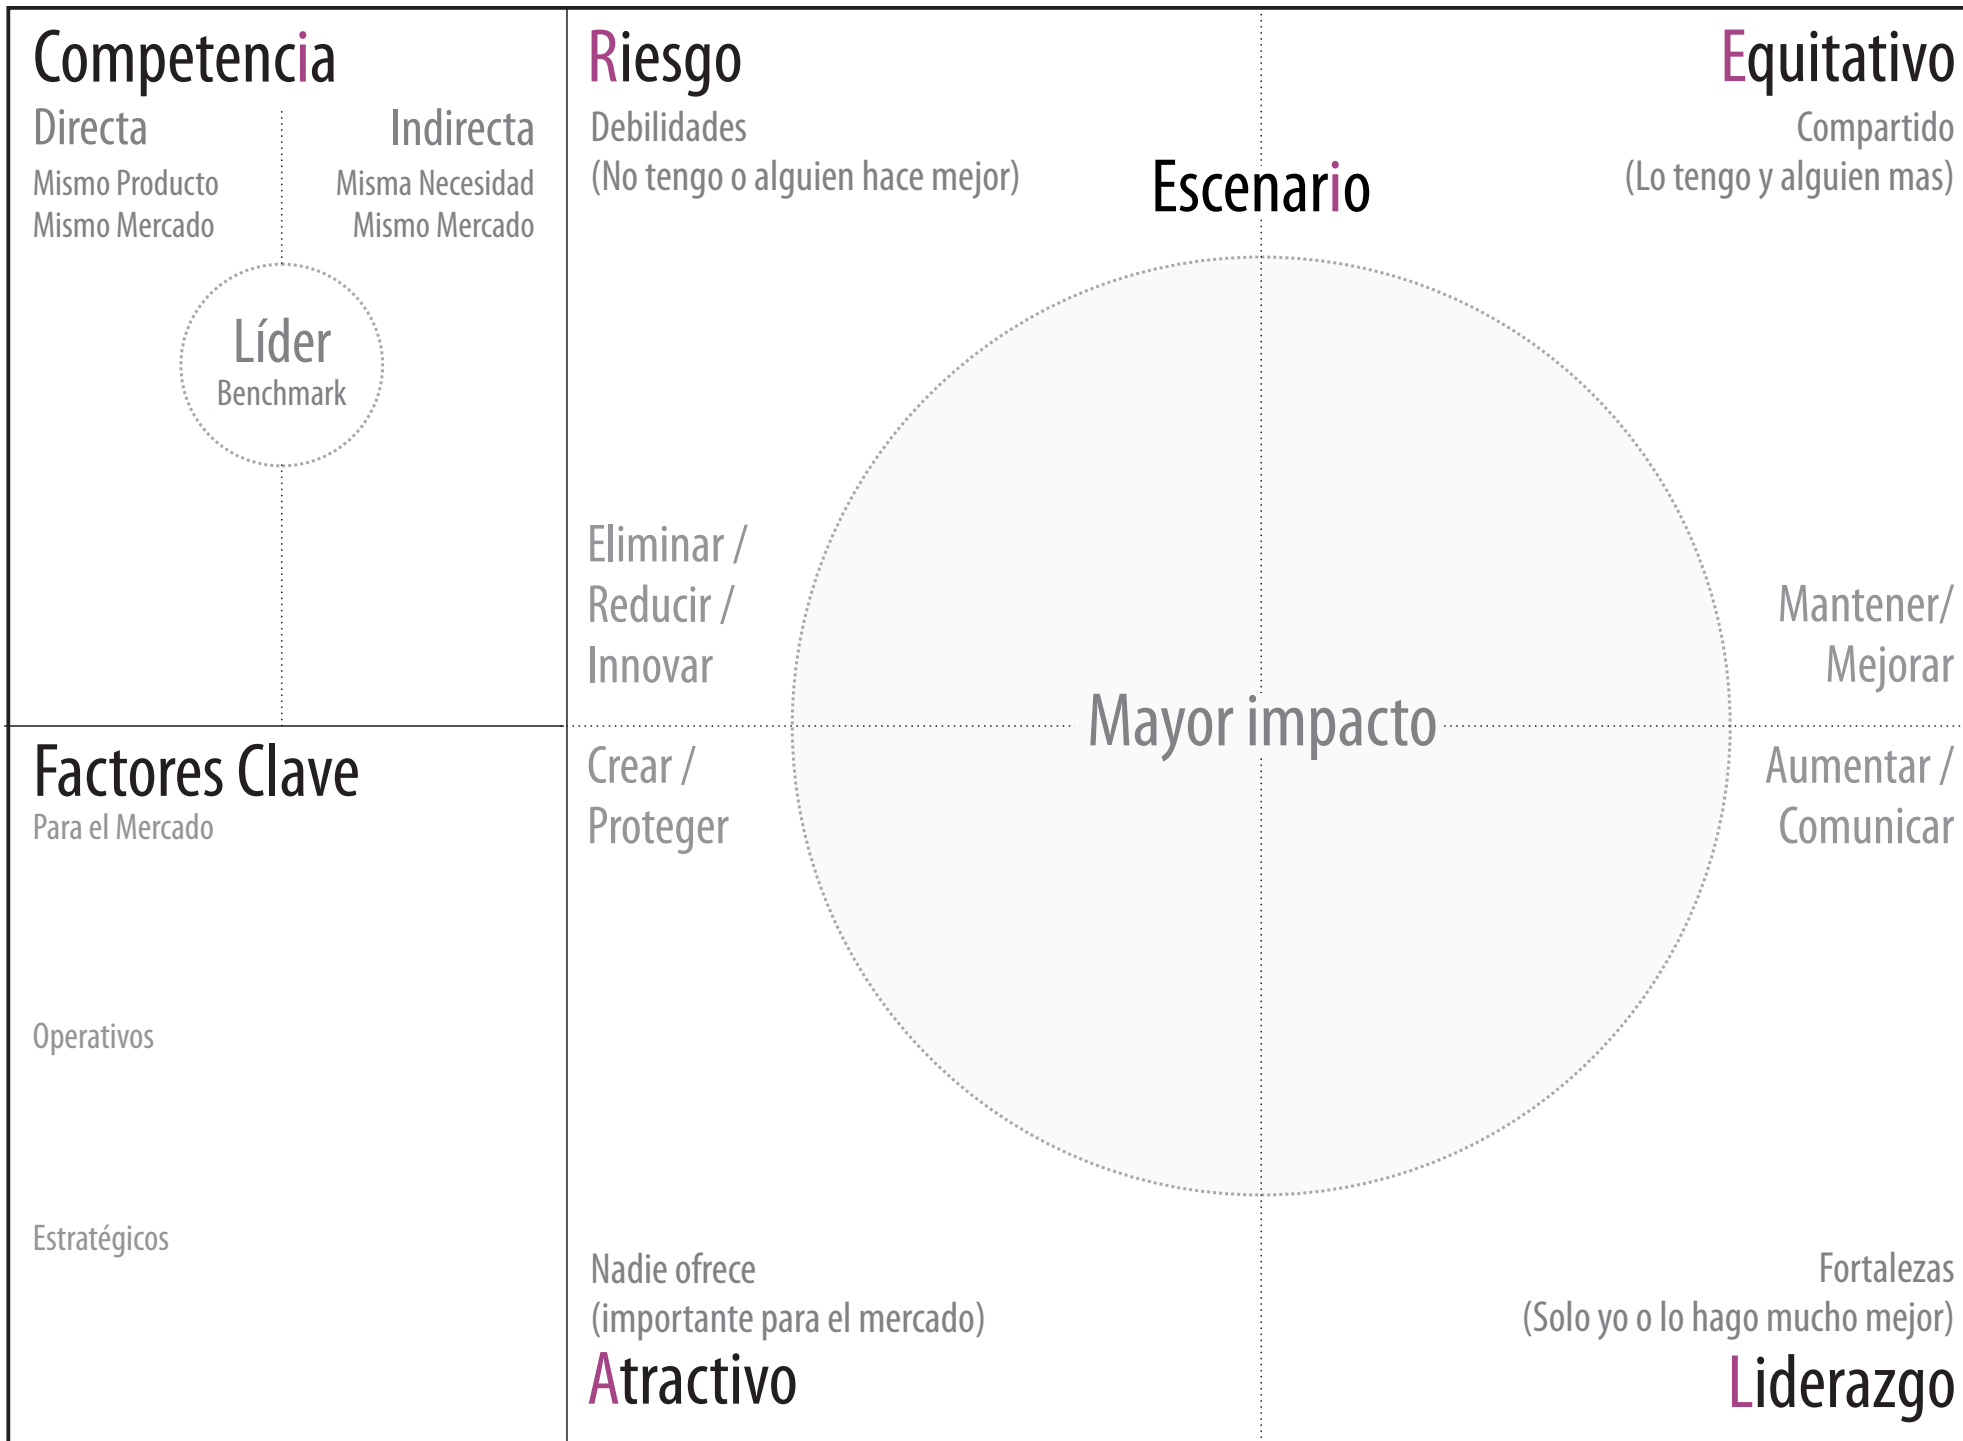 Competencia
Directa
Indirecta
Mismo Producto
Mismo Mercado
Misma Necesidad
Mismo Mercado
Líder
Benchmark
Factores Clave
Para el Mercado
Operativos
Estratégicos
Riesgo
Debilidades
(No tengo o alguien hace mejor)
Equitativo
Compartido
(Lo tengo y alguien mas)
Escenario
Eliminar /
Reducir /
Innovar
Mantener/
Mejorar
Mayor impacto
Crear /
Proteger
Aumentar /
Comunicar
Nadie ofrece
(importante para el mercado)
Atractivo
Fortalezas
(Solo yo o lo hago mucho mejor)
Liderazgo